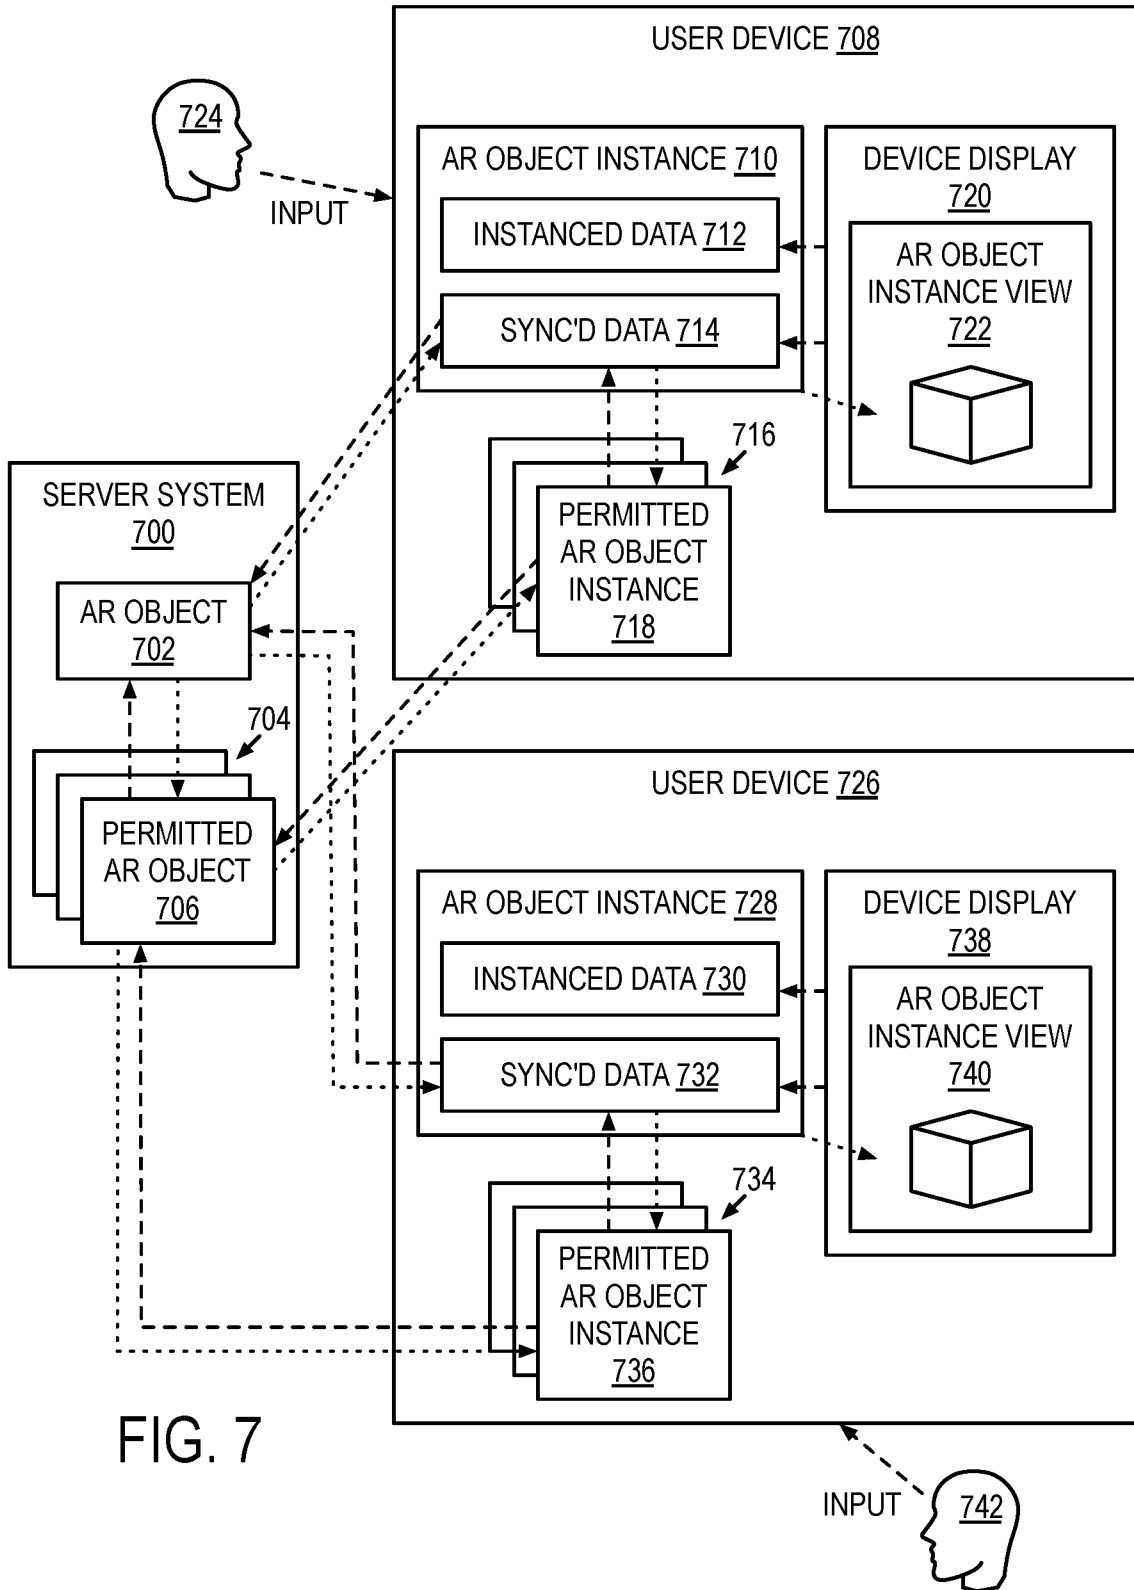 USER DEVICE 708
724
INPUT
AR OBJECT INSTANCE 710
INSTANCED DATA 712
SYNC'D DATA 714
DEVICE DISPLAY
720
AR OBJECT
INSTANCE VIEW
722
716
PERMITTED
AR OBJECT
INSTANCE
718
SERVER SYSTEM
700
AR OBJECT
702
704
PERMITTED
AR OBJECT
706
USER DEVICE 726
AR OBJECT INSTANCE 728
INSTANCED DATA 730
SYNC'D DATA 732
DEVICE DISPLAY
738
AR OBJECT
INSTANCE VIEW
740
734
PERMITTED
AR OBJECT
INSTANCE
736
FIG. 7
INPUT
742